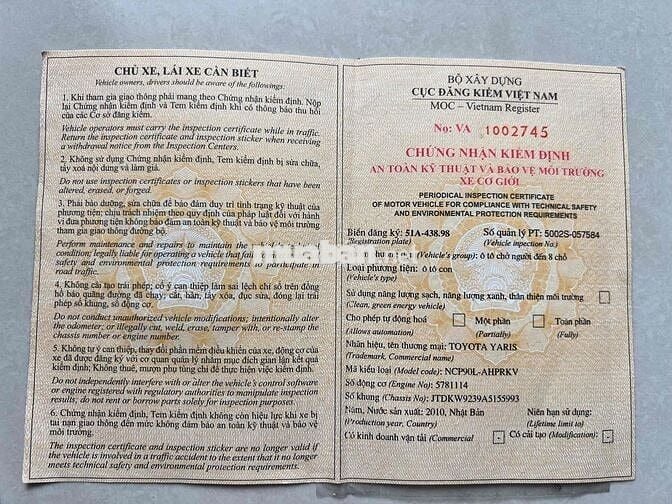 CHỦ XE, LÁI XE CẦN BIẾT
Vehicle owners, drivers should be aware of the followings:
1. Khi tham gia giao thông phải mang theo Chứng nhận kiểm định. Nộp
lại Chứng nhận kiểm định và Tem kiểm định khi có thông báo thu hồi
của các Cơ sở đăng kiểm.
Vehicle operators must carry the inspection certificate while in traffic.
Return the inspection certificate and inspection sticker when receiving
a withdrawal notice from the Inspection Centers.
2. Không sử dụng Chứng nhận kiểm định, Tem kiểm định bị sửa chữa,
tẩy xoá nội dung và làm giả.
Do not use inspection certificates or inspection stickers that have been
altered, erased, or forged.
3. Phải bảo dưỡng, sửa chữa để bảo đảm duy trì tình trạng kỹ thuật của
phương tiện; chịu trách nhiệm theo quy định của pháp luật đối với hành
vi đưa phương tiện không bảo đảm an toàn kỹ thuật và bảo vệ môi trường
tham gia giao thông đường bộ.
Perform maintenance and repairs to maintain the
condition; legally liable for operating a vehicle that
safety and environmental protection requirements to participate in
road traffic.
4. Không cải tạo trái phép; cố ý can thiệp làm sai lệch chỉ số trên đồng
hồ báo quãng đường đã chạy; cắt, hàn, tẩy xóa, đục sửa, đóng lại trái
phép số khung, số động cơ.
Do not conduct unauthorized vehicle modifications; intentionally alter
the odometer; or illegally cut, weld, erase, tamper with, or re-stamp the
chassis number or engine number.
5. Không tự ý can thiệp, thay đổi phần mềm điều khiển của xe, động cơ của
xe đã được đăng ký với cơ quan quản lý nhằm mục đích gian lận kết quả
kiểm định; Không thuê, mượn phụ tùng chỉ để thực hiện kiểm định.
Do not independently interfere with or alter the vehicle's control software
or engine registered with regulatory authorities to manipulate inspection
results; do not rent or borrow parts solely for inspection purposes.
6. Chứng nhận kiểm định, Tem kiểm định không còn hiệu lực khi xe bị
tai nạn giao thông đến mức không đảm bảo an toàn kỹ thuật và bảo vệ
môi trường.
The inspection certificate and inspection sticker are no longer valid if
the vehicle is involved in a traffic accident to the extent that it no longer
meets technical safety and environmental protection requirements.
BỘ XÂY DỰNG
CỤC ĐĂNG KIỂM VIỆT NAM
MOC – Vietnam Register
No: VA 1002745
CHỨNG NHẬN KIỂM ĐỊNH
AN TOÀN KỸ THUẬT VÀ BẢO VỆ MÔI TRƯỜNG
XE CƠ GIỚI
PERIODICAL INSPECTION CERTIFICATE
OF MOTOR VEHICLE FOR COMPLIANCE WITH TECHNICAL SAFETY
AND ENVIRONMENTAL PROTECTION REQUIREMENTS
Biển đăng ký: 51A-438.98 Số quản lý PT: 5002S-057584
(Registration plate) (Vehicle inspection No.)
(Vehicle's group): ô tô chở người đến 8 chỗ
Loại phương tiện: ô tô con
(Vehicle's type)
Sử dụng năng lượng sạch, năng lượng xanh, thân thiện môi trường
(Clean, green energy vehicle)
Cho phép tự động hoá Một phần Toàn phần
(Allows automation) (Partially) (Fully)
Nhãn hiệu, tên thương mại: TOYOTA YARIS
(Trademark, Commercial name)
Mã kiểu loại (Model code): NCP90L-AHPRKV
Số động cơ (Engine No): 5781114
Số khung (Chassis No): JTDKW9239A5155993
Năm, Nước sản xuất: 2010, Nhật Bản Niên hạn sử dụng:
(Production year, Country) (Lifetime limit to)
Có kinh doanh vận tải (Commercial - Có cải tạo (Modification): -